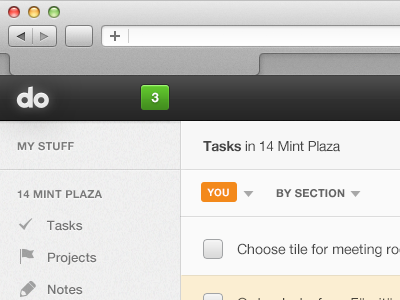 do
3
MY STUFF
Tasks in 14 Mint Plaza
14 MINT PLAZA
YOU
BY SECTION
Tasks
Projects
Choose tile for meeting ro
Notes